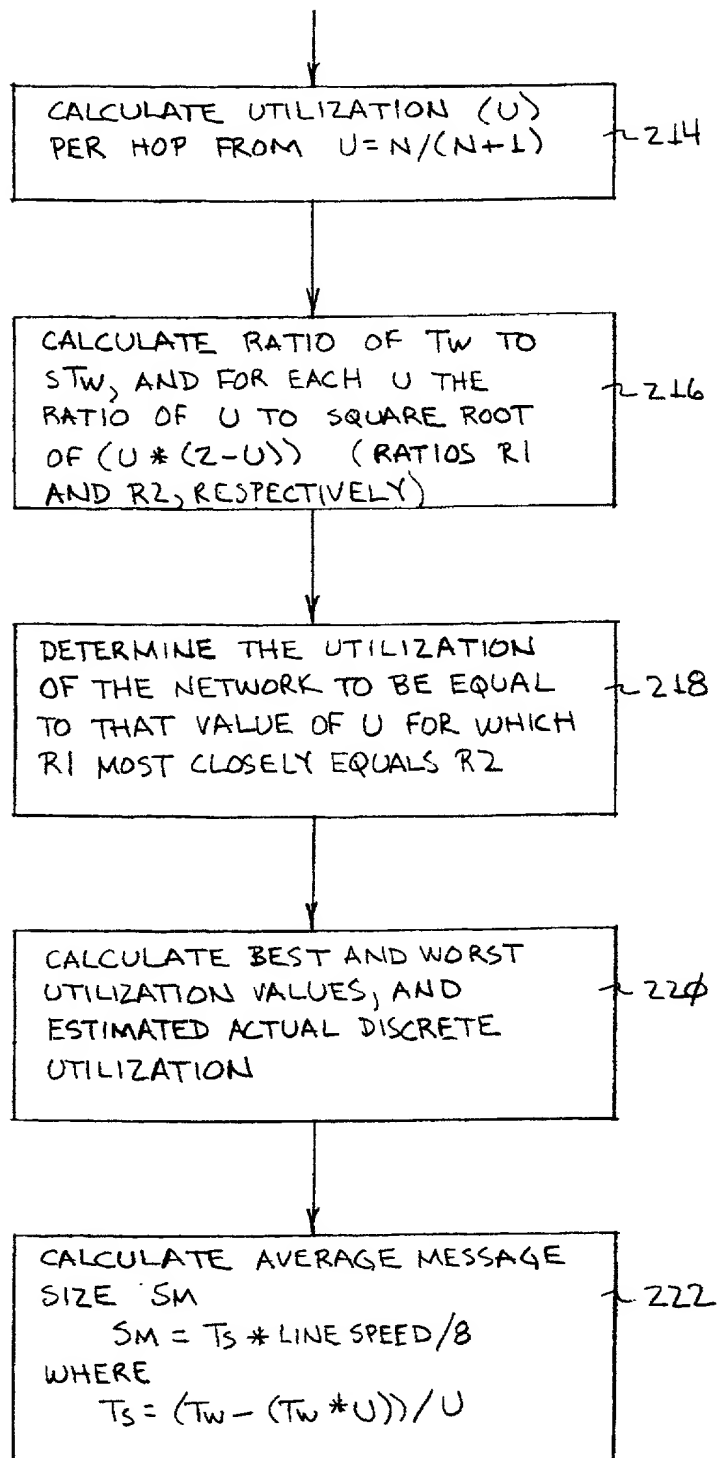 CALCULATE UTILIZATION (U)
PER HOP FROM U=N/(N+1)
214
CALCULATE RATIO OF TW TO
STW, AND FOR EACH U THE
RATIO OF U TO SQUARE ROOT
OF (U * (2-U)) (RATIOS R1
AND R2, RESPECTIVELY)
216
DETERMINE THE UTILIZATION
OF THE NETWORK TO BE EQUAL
TO THAT VALUE OF U FOR WHICH
R1 MOST CLOSELY EQUALS R2
218
CALCULATE BEST AND WORST
UTILIZATION VALUES, AND
ESTIMATED ACTUAL DISCRETE
UTILIZATION
220
CALCULATE AVERAGE MESSAGE
SIZE SM
SM = TS * LINE SPEED/8
WHERE
TS = (TW - (TW * U))/U
222